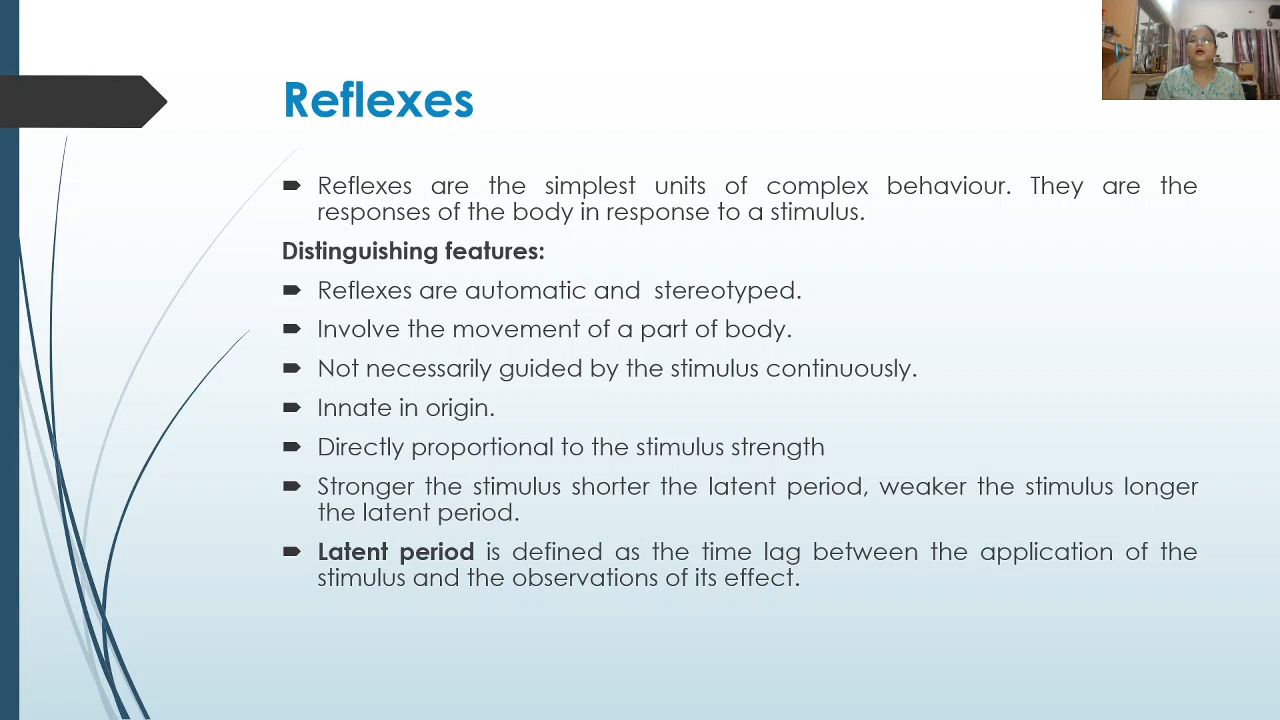 Reflexes
Reflexes are the simplest units of complex behaviour. They are the
responses of the body in response to a stimulus.
Distinguishing features:
Reflexes are automatic and  stereotyped.
Involve the movement of a part of body.
Not necessarily guided by the stimulus continuously.
Innate in origin.
Directly proportional to the stimulus strength
Stronger the stimulus shorter the latent period, weaker the stimulus longer
the latent period.
Latent period is defined as the time lag between the application of the
stimulus and the observations of its effect.